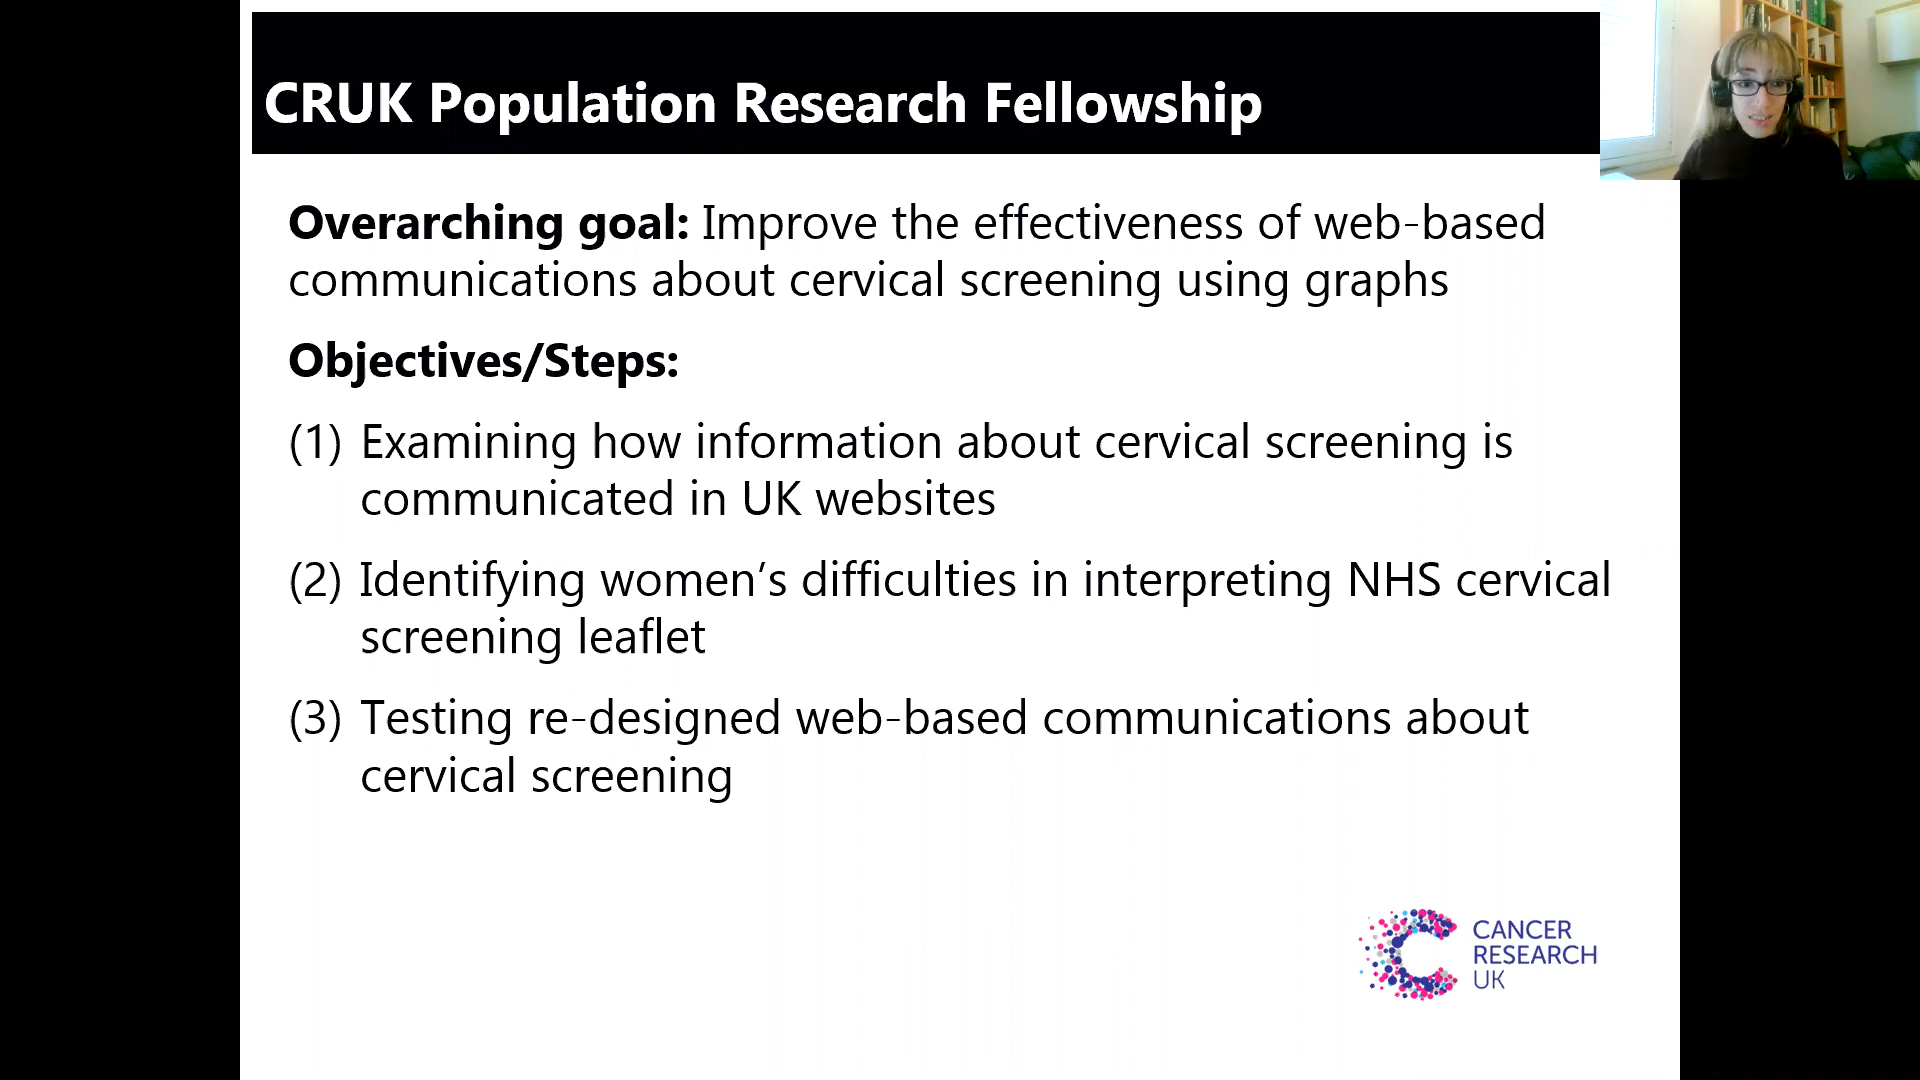 CRUK Population Research Fellowship
Overarching goal: Improve the effectiveness of web-based
communications about cervical screening using graphs
Objectives/Steps:
(1) Examining how information about cervical screening is
communicated in UK websites
(2) Identifying women’s difficulties in interpreting NHS cervical
screening leaflet
(3) Testing re-designed web-based communications about
cervical screening
CANCER
RESEARCH
UK